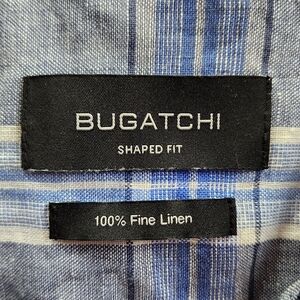 BUGATCHI
SHAPED FIT
100% Fine Linen